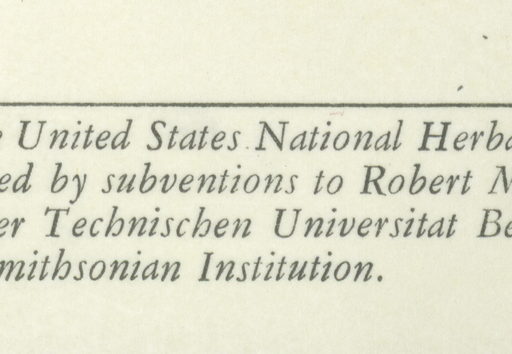 United States National Herba
ed by subventions to Robert M
er Technischen Universitat Be
mithsonian Institution.